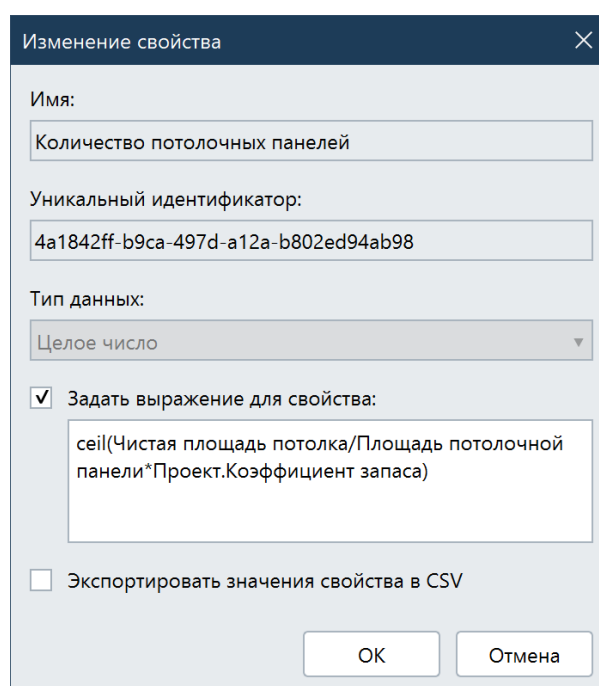 Изменение свойства
Имя:
Количество потолочных панелей
Уникальный идентификатор:
4a1842ff-b9ca-497d-a12a-b802ed94ab98
Тип данных:
Целое число
Задать выражение для свойства:
ceil(Чистая площадь потолка/Площадь потолочной
панели*Проект.Коэффициент запаса)
Экспортировать значения свойства в CSV
ОК
Отмена